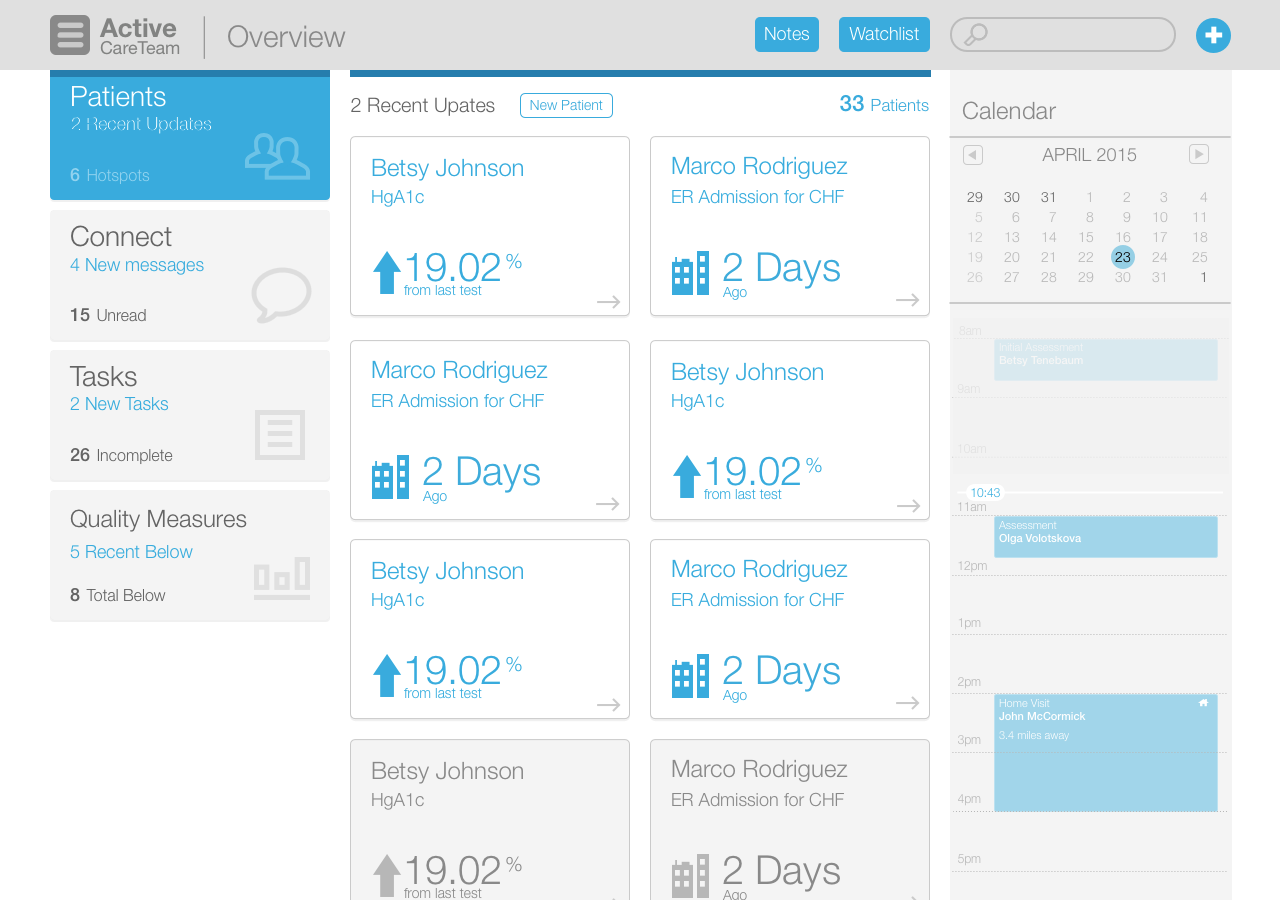 Active
CareTeam
Overview
Notes
Watchlist
Patients
2 Recent Updates
6 Hotspots
Connect
4 New messages
15 Unread
Tasks
2 New Tasks
26 Incomplete
Quality Measures
5 Recent Below
8 Total Below
2 Recent Upates
New Patient
33 Patients
Betsy Johnson
HgA1c
19.02 %
from last test
Marco Rodriguez
ER Admission for CHF
2 Days
Ago
Marco Rodriguez
ER Admission for CHF
2 Days
Ago
Betsy Johnson
HgA1c
19.02 %
from last test
Betsy Johnson
HgA1c
19.02 %
from last test
Marco Rodriguez
ER Admission for CHF
2 Days
Ago
Betsy Johnson
HgA1c
19.02 %
from last test
Marco Rodriguez
ER Admission for CHF
2 Days
Ago
Calendar
APRIL 2015
29 30 31 1 2 3 4
5 6 7 8 9 10 11
12 13 14 15 16 17 18
19 20 21 22 23 24 25
26 27 28 29 30 31 1
8am
Initial Assessment
Betsy Tenebaum
9am
10am
10:43
11am
Assessment
Olga Volotskova
12pm
1pm
2pm
Home Visit
John McCormick
3.4 miles away
3pm
4pm
5pm